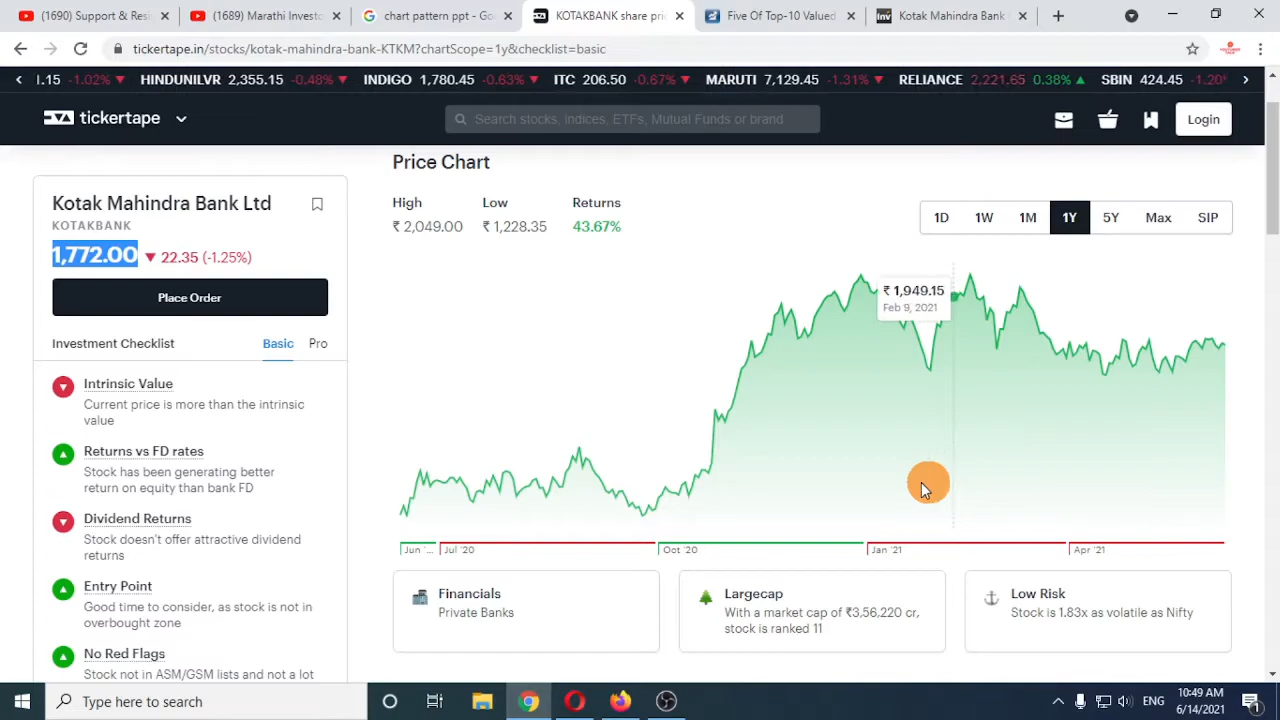 (1690) Support & Res
(1689) Marathi Invest
chart pattern ppt - Go
KOTAKBANK share pri
Five Of Top-10 Valued
Kotak Mahindra Bank
tickertape.in/stocks/kotak-mahindra-bank-KTKM?chartScope=1y&checklist=basic
.15 -1.02% HINDUNILVR 2,355.15 -0.48% INDIGO 1,780.45 -0.63% ITC 206.50 -0.67% MARUTI 7,129.45 -1.31% RELIANCE 2,221.65 0.38% SBIN 424.45 -1.20
tickertape
Search stocks, indices, ETFs, Mutual Funds or brand
Login
Price Chart
High Low Returns
₹ 2,049.00 ₹ 1,228.35 43.67%
1D 1W 1M 1Y 5Y Max SIP
Kotak Mahindra Bank Ltd
KOTAKBANK
1,772.00 22.35 (-1.25%)
Place Order
Investment Checklist Basic Pro
Intrinsic Value
Current price is more than the intrinsic
value
Returns vs FD rates
Stock has been generating better
return on equity than bank FD
Dividend Returns
Stock doesn't offer attractive dividend
returns
Entry Point
Good time to consider, as stock is not in
overbought zone
No Red Flags
Stock not in ASM/GSM lists and not a lot
₹ 1,949.15
Feb 9, 2021
Jun '... Jul '20 Oct '20 Jan '21 Apr '21
Financials
Private Banks
Largecap
With a market cap of ₹3,56,220 cr,
stock is ranked 11
Low Risk
Stock is 1.83x as volatile as Nifty
Type here to search
ENG
10:49 AM
6/14/2021
1